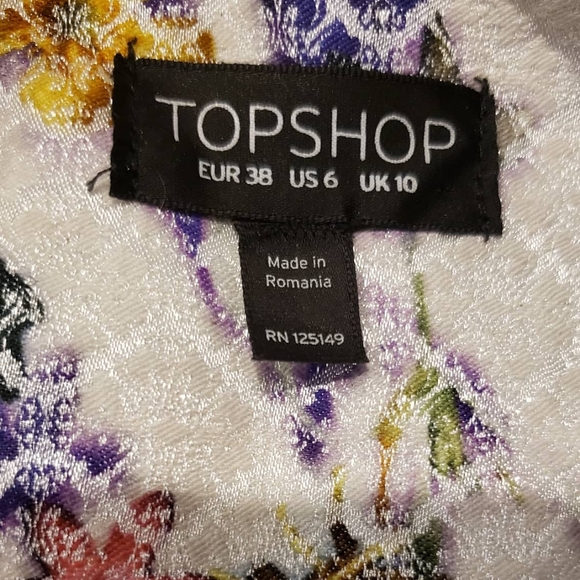 TOPSHOP
EUR 38 US 6 UK 10
Made in
Romania
RN 125149